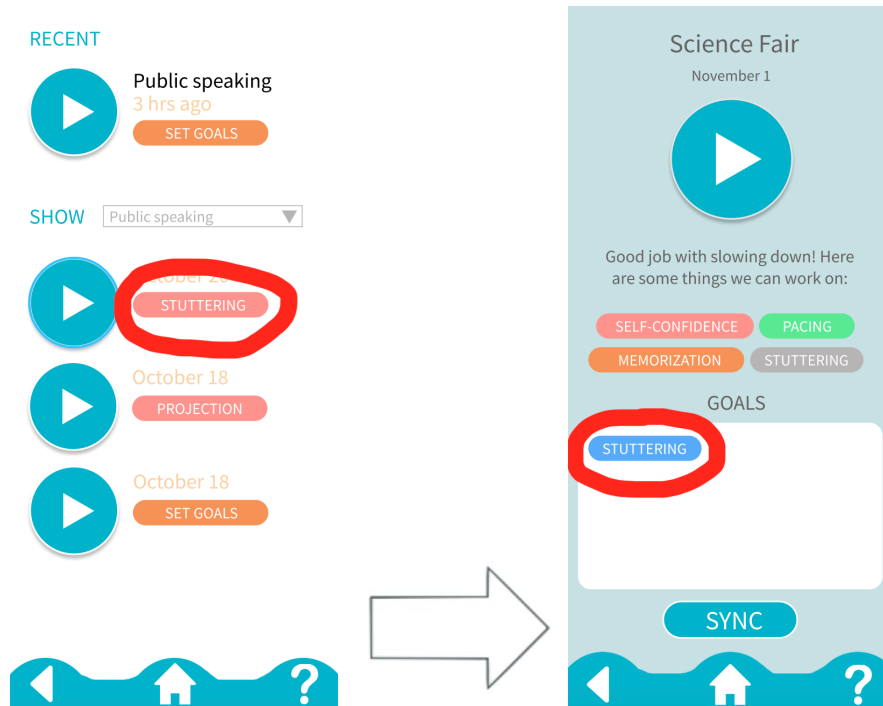 RECENT
Public speaking
3 hrs ago
SET GOALS
SHOW Public speaking
STUTTERING
October 18
PROJECTION
October 18
SET GOALS
Science Fair
November 1
Good job with slowing down! Here
are some things we can work on:
SELF-CONFIDENCE PACING
MEMORIZATION STUTTERING
GOALS
STUTTERING
SYNC
?
?